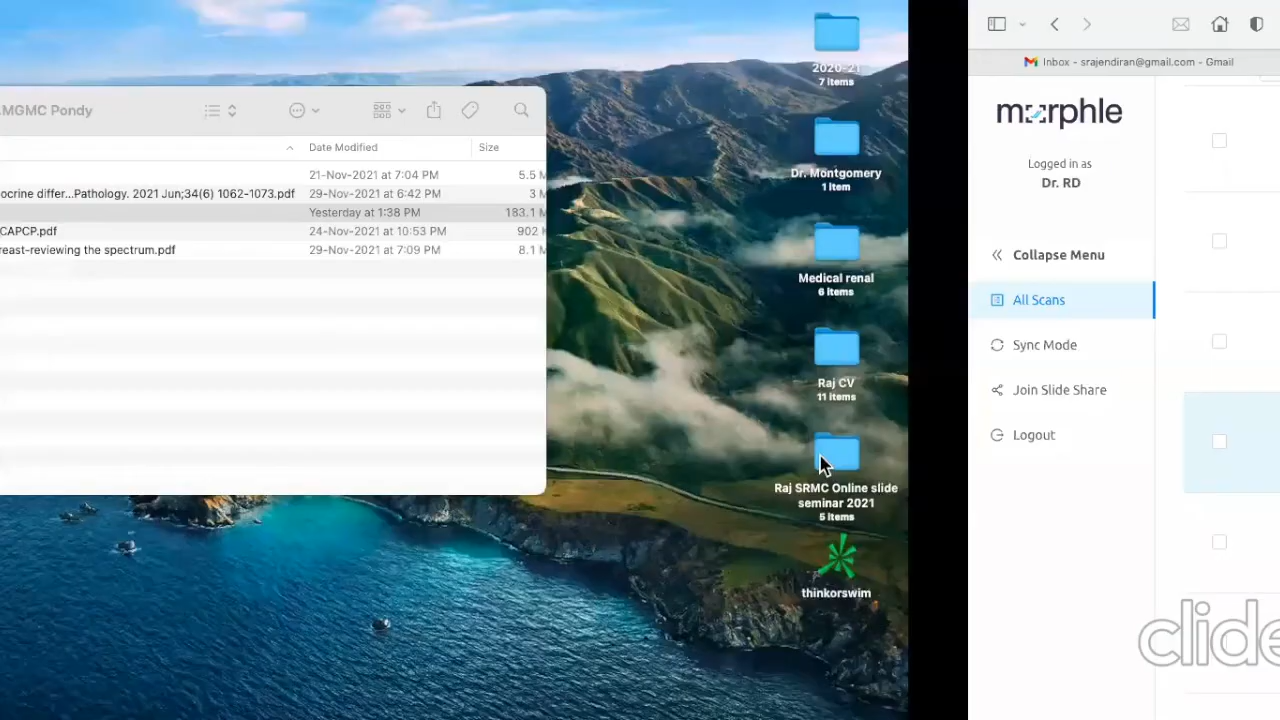 MGMC Pondy
Date Modified
Size
21-Nov-2021 at 7:04 PM
5.5
ocrine differ...Pathology. 2021 Jun;34(6) 1062-1073.pdf
29-Nov-2021 at 6:42 PM
3
Yesterday at 1:38 PM
183.1
CAPCP.pdf
24-Nov-2021 at 10:53 PM
902
reast-reviewing the spectrum.pdf
29-Nov-2021 at 7:09 PM
8.1
2020-21
7 items
Dr. Montgomery
1 item
Medical renal
6 items
Raj CV
11 items
Raj SRMC Online slide
seminar 2021
5 items
thinkorswim
Inbox - srajendiran@gmail.com - Gmail
morphle
Logged in as
Dr. RD
Collapse Menu
All Scans
Sync Mode
Join Slide Share
Logout
clide